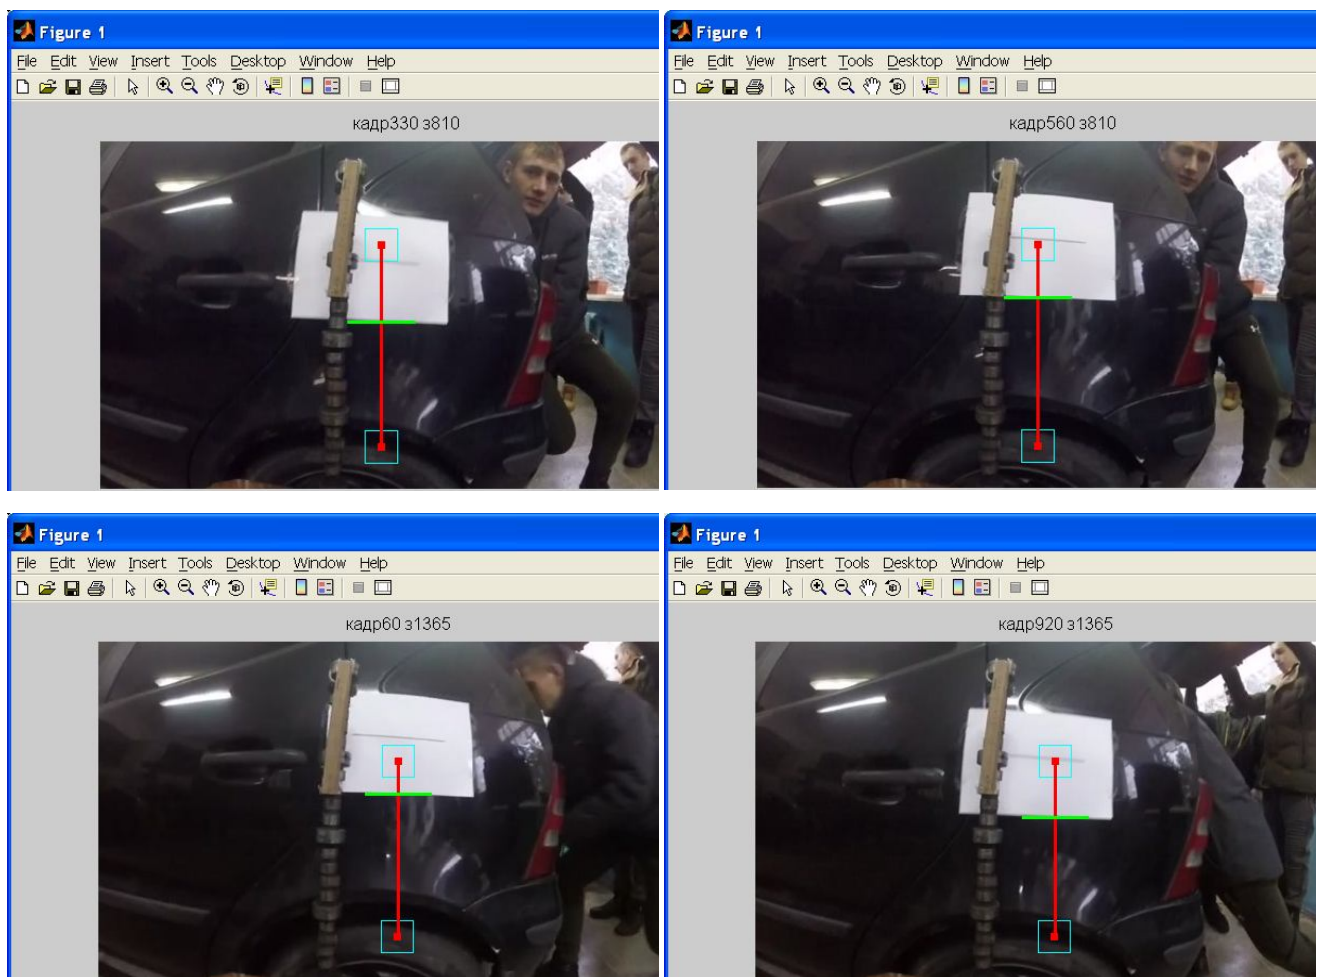 Figure 1
File Edit View Insert Tools Desktop Window Help
кадр330 з810
Figure 1
File Edit View Insert Tools Desktop Window Help
кадр560 з810
Figure 1
File Edit View Insert Tools Desktop Window Help
кадр60 з1365
Figure 1
File Edit View Insert Tools Desktop Window Help
кадр920 з1365